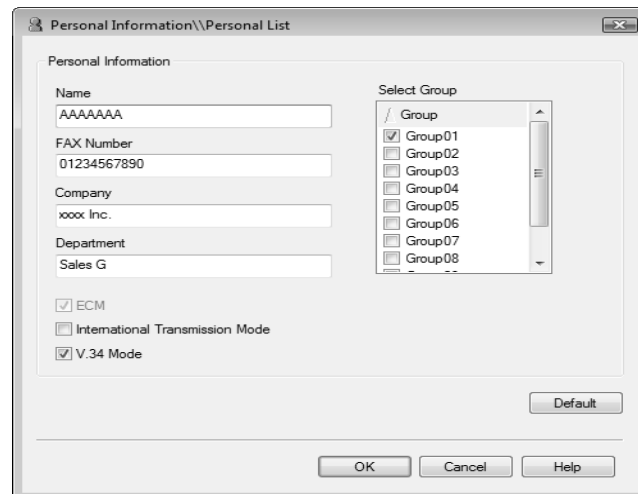 Personal Information\\Personal List
Personal Information
Name
AAAAAAA
FAX Number
01234567890
Company
xxxx Inc.
Department
Sales G
ECM
International Transmission Mode
V.34 Mode
Select Group
/ Group
Group01
Group02
Group03
Group04
Group05
Group06
Group07
Group08
Default
OK Cancel Help